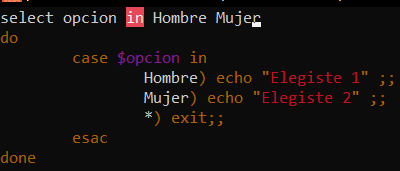 select opcion in Hombre Mujer
do
case $opcion in
Hombre) echo "Elegiste 1" ;;
Mujer) echo "Elegiste 2" ;;
*) exit;;
esac
done